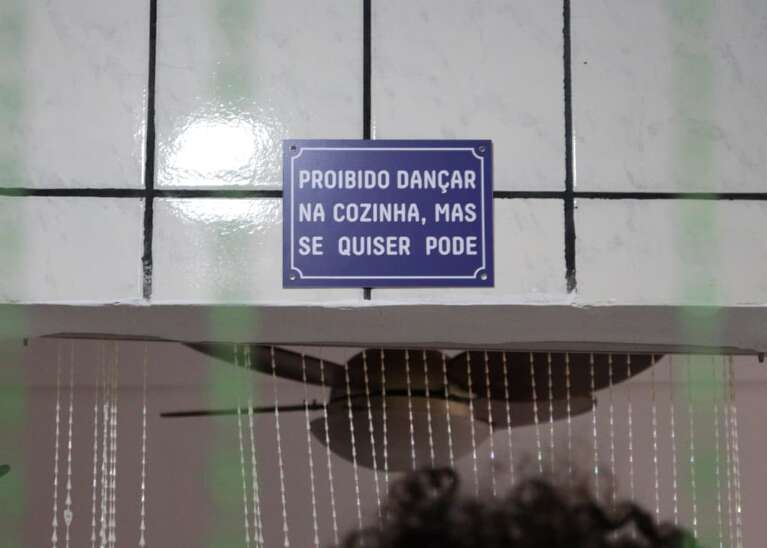 PROIBIDO DANÇAR
NA COZINHA, MAS
SE QUISER PODE